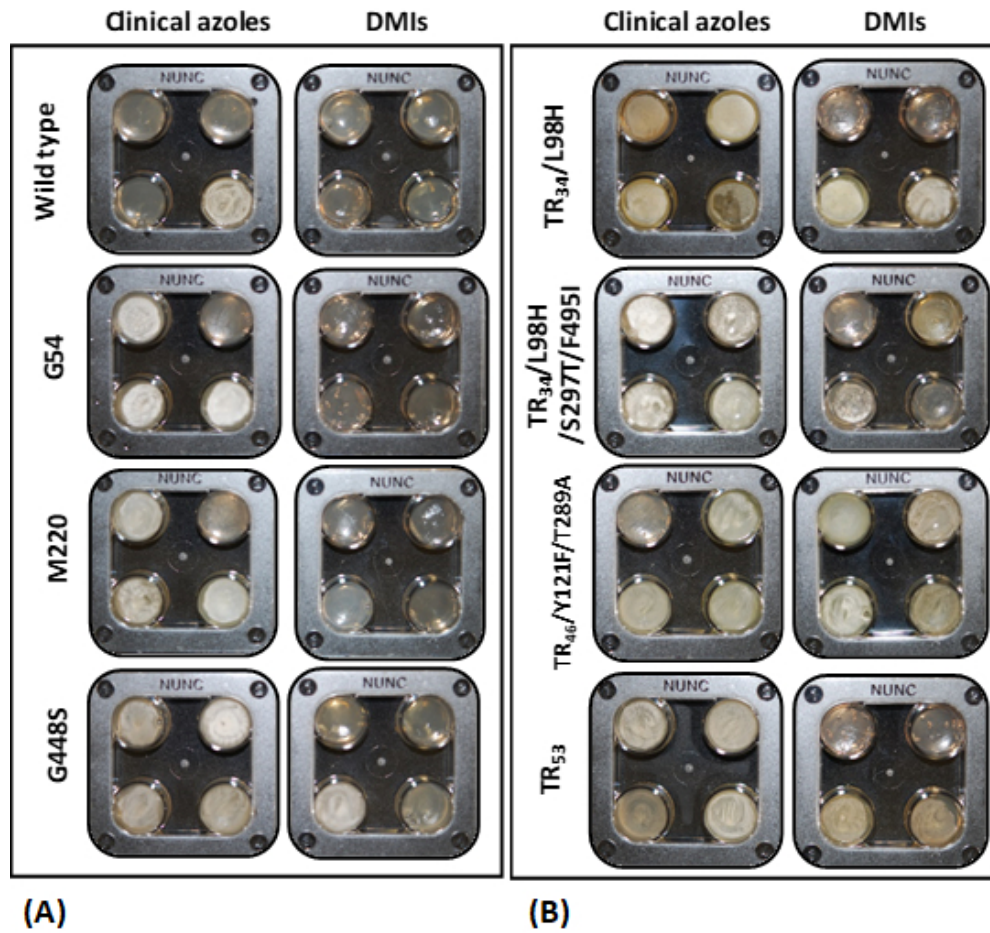 Clinical azoles DMIs Clinical azoles DMIs
Wild type NUNC NUNC TR34/L98H NUNC NUNC
G54 NUNC NUNC TR34/L98H
/S297T/F495I NUNC NUNC
M220 NUNC NUNC TR46/Y121F/T289A NUNC NUNC
G448S NUNC NUNC TR53 NUNC NUNC
(A) (B)